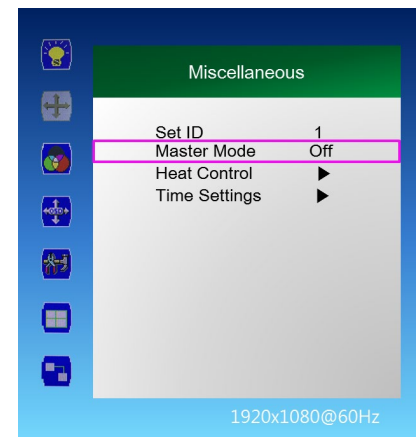 Miscellaneous
Set ID 1
Master Mode Off
Heat Control ▶
Time Settings ▶
1920x1080@60Hz